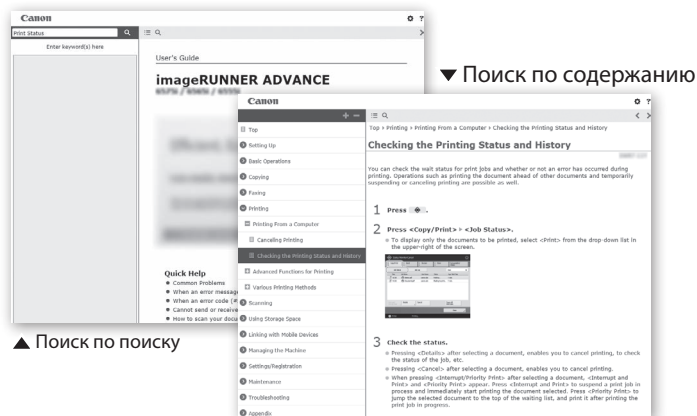 Canon
?
Print Status
Enter keyword(s) here
User's Guide
imageRUNNER ADVANCE
Quick Help
Common Problems
When an error messag
When an error code (#
Cannot send or receive
How to scan your docu
▲ Поиск по поиску
▼ Поиск по содержанию
Canon
?
+ −
< >
Top
Setting Up
Basic Operations
Copying
Faxing
Printing
Printing From a Computer
Canceling Printing
Checking the Printing Status and History
Advanced Functions for Printing
Various Printing Methods
Scanning
Using Storage Space
Linking with Mobile Devices
Managing the Machine
Settings/Registration
Maintenance
Troubleshooting
Appendix
Top > Printing > Printing From a Computer > Checking the Printing Status and History
Checking the Printing Status and History
You can check the wait status for print jobs and whether or not an error has occurred during
printing. Operations such as printing the document ahead of other documents and temporarily
suspending or canceling printing are possible as well.
1 Press .
2 Press <Copy/Print> ▷ <Job Status>.
To display only the documents to be printed, select <Print> from the drop-down list in
the upper-right of the screen.
3 Check the status.
Pressing <Details> after selecting a document, enables you to cancel printing, to check
the status of the job, etc.
Pressing <Cancel> after selecting a document, enables you to cancel printing.
When pressing <Interrupt/Priority Print> after selecting a document, <Interrupt and
Print> and <Priority Print> appear. Press <Interrupt and Print> to suspend a print job in
process and immediately start printing the document selected. Press <Priority Print> to
jump the selected document to the top of the waiting list, and print it after printing the
print job in progress.